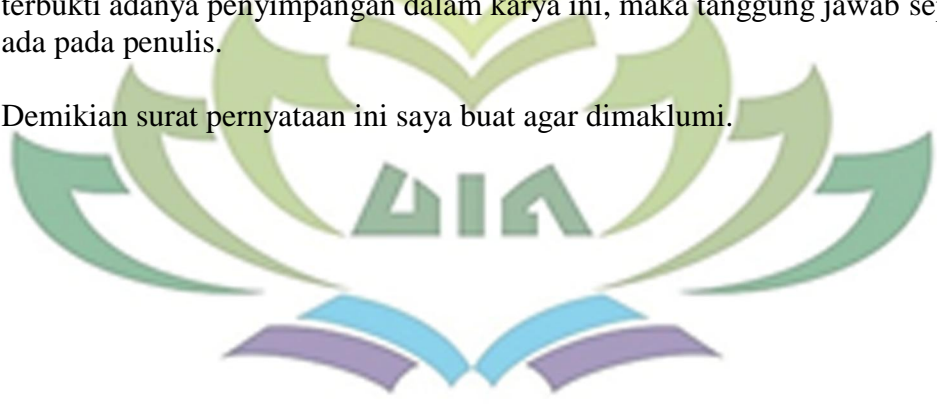 terbukti adanya penyimpangan dalam karya ini, maka tanggung jawab
ada pada penulis.
Demikian surat pernyataan ini saya buat agar dimaklumi.
UIN